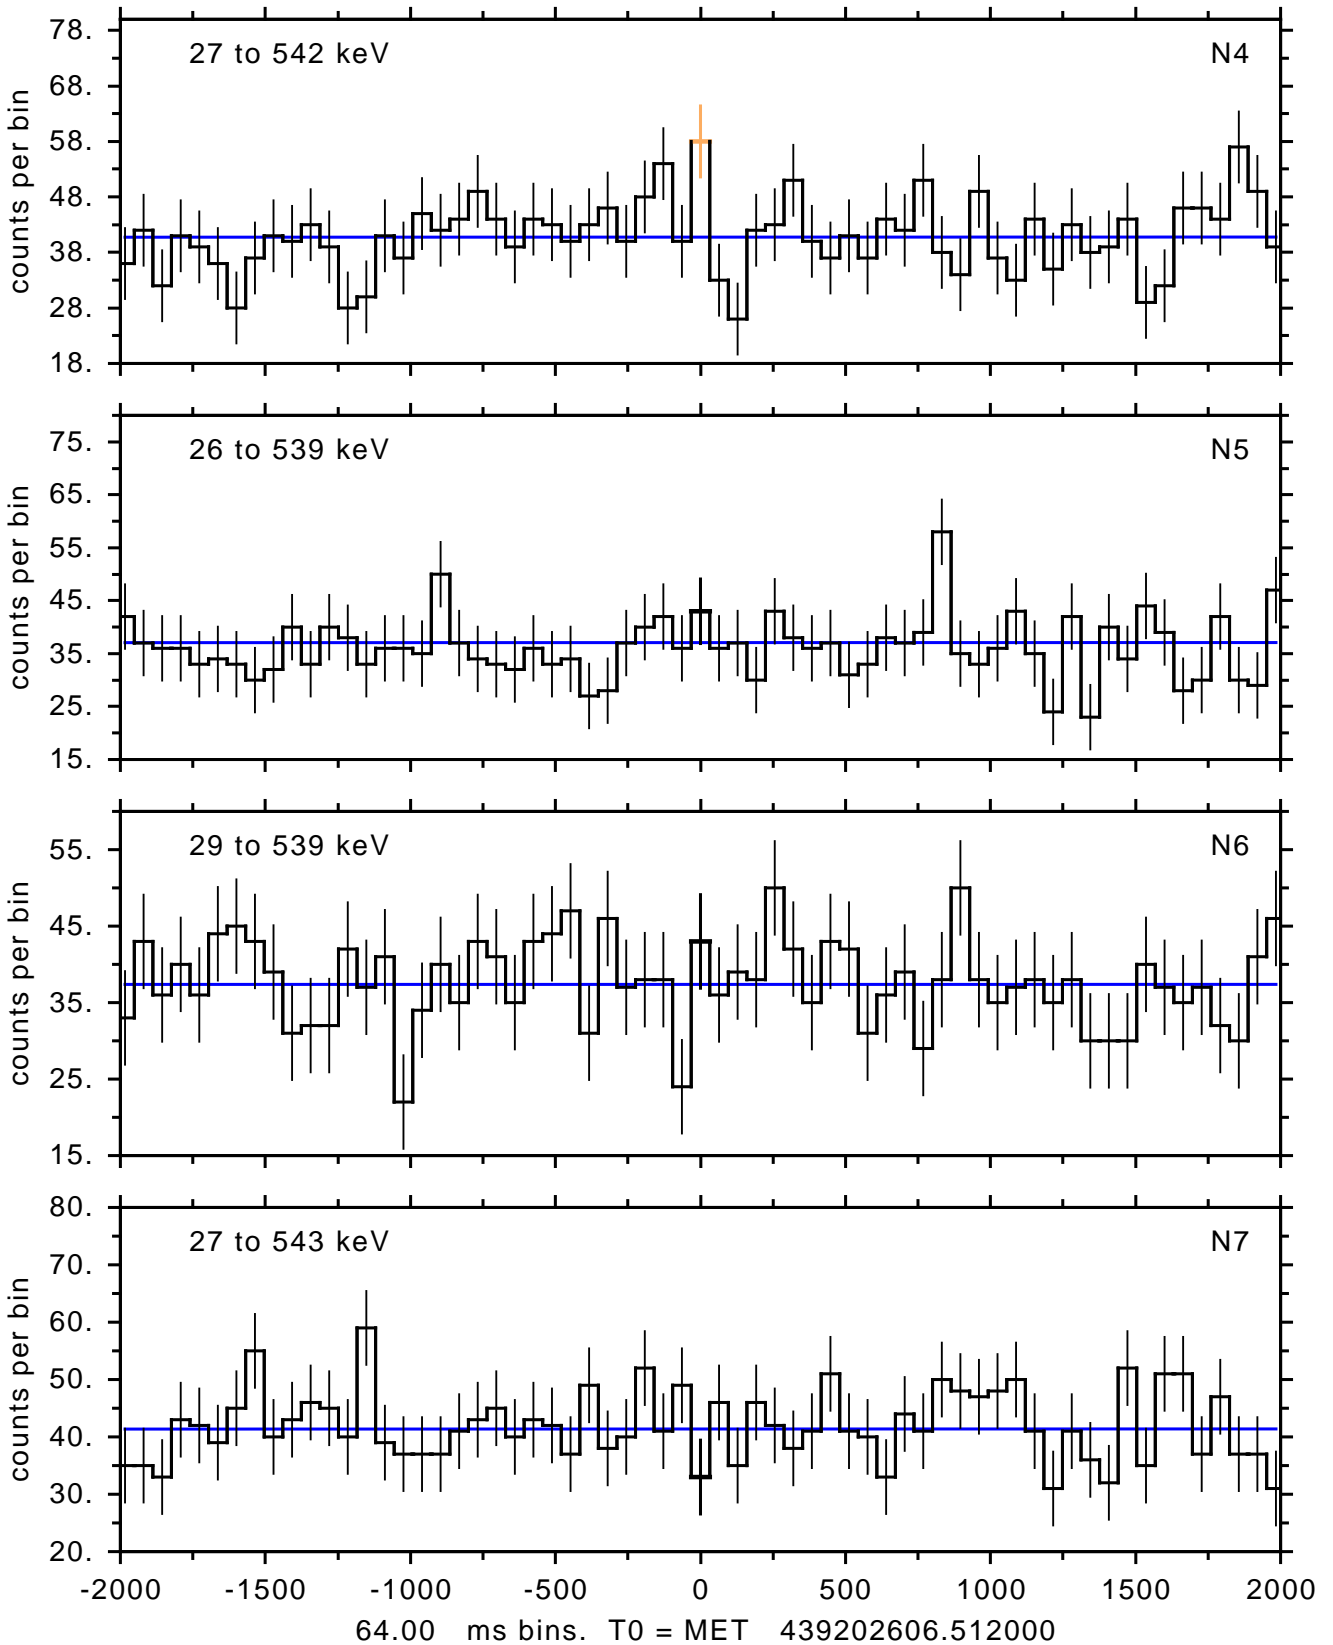 27 to 542 keV N4
78.
68.
58.
48.
38.
28.
18.
counts per bin
26 to 539 keV N5
75.
65.
55.
45.
35.
25.
15.
counts per bin
29 to 539 keV N6
55.
45.
35.
25.
15.
counts per bin
27 to 543 keV N7
80.
70.
60.
50.
40.
30.
20.
counts per bin
-2000 -1500 -1000 -500 0 500 1000 1500 2000
64.00 ms bins. T0 = MET 439202606.512000